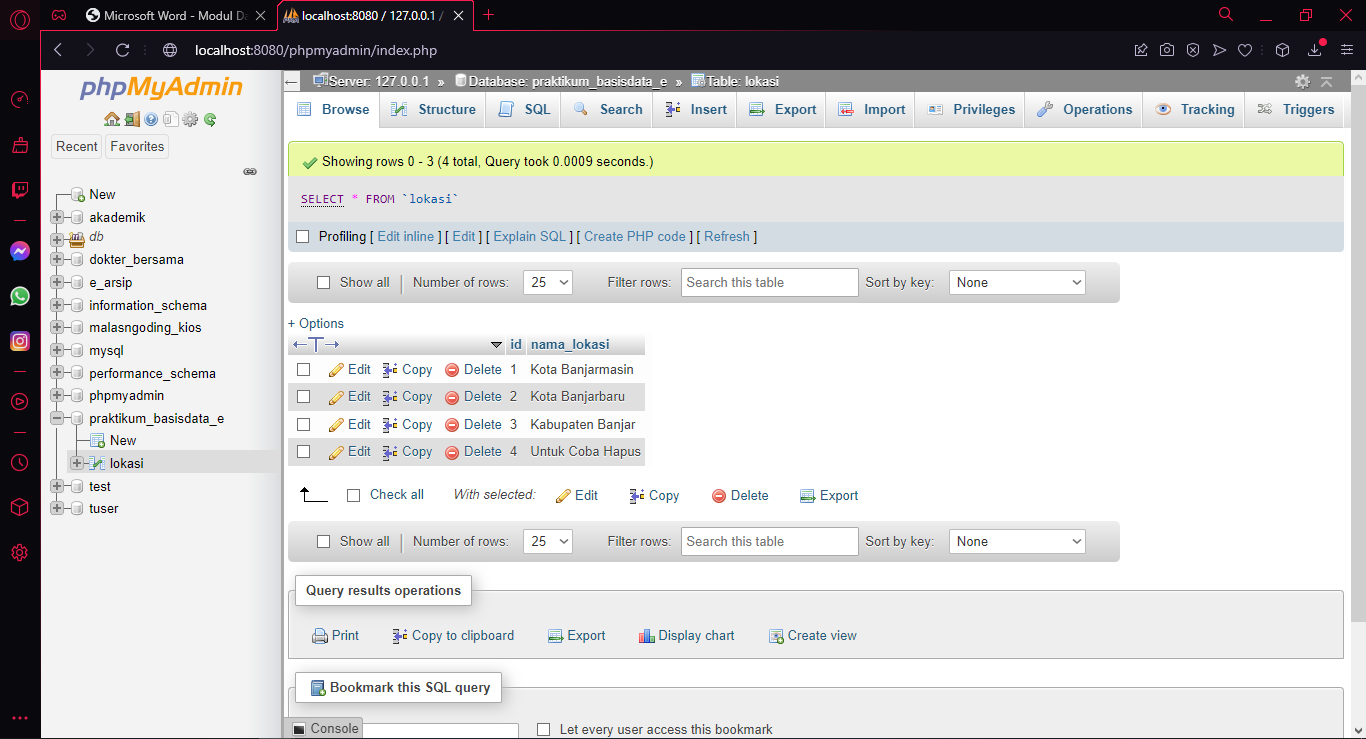 Microsoft Word - Modul Da
localhost:8080 / 127.0.0.1 /
localhost:8080/phpmyadmin/index.php
phpMyAdmin
Recent Favorites
New
akademik
db
dokter_bersama
e_arsip
information_schema
malasngoding_kios
mysql
performance_schema
phpmyadmin
praktikum_basisdata_e
New
lokasi
test
tuser
Server: 127.0.0.1 » Database: praktikum_basisdata_e » Table: lokasi
Browse Structure SQL Search Insert Export Import Privileges Operations Tracking Triggers
Showing rows 0 - 3 (4 total, Query took 0.0009 seconds.)
SELECT * FROM `lokasi`
Profiling [ Edit inline ] [ Edit ] [ Explain SQL ] [ Create PHP code ] [ Refresh ]
Show all | Number of rows: 25 Filter rows: Search this table Sort by key: None
+ Options
←T→ id nama_lokasi
Edit Copy Delete 1 Kota Banjarmasin
Edit Copy Delete 2 Kota Banjarbaru
Edit Copy Delete 3 Kabupaten Banjar
Edit Copy Delete 4 Untuk Coba Hapus
Check all With selected: Edit Copy Delete Export
Show all | Number of rows: 25 Filter rows: Search this table Sort by key: None
Query results operations
Print Copy to clipboard Export Display chart Create view
Bookmark this SQL query
Console Let every user access this bookmark